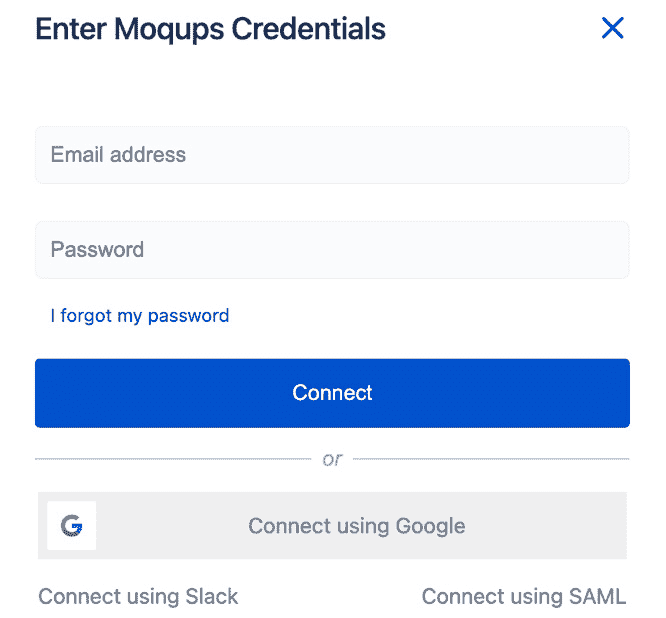 Enter Moqups Credentials
Email address
Password
I forgot my password
Connect
or
Connect using Google
Connect using Slack
Connect using SAML